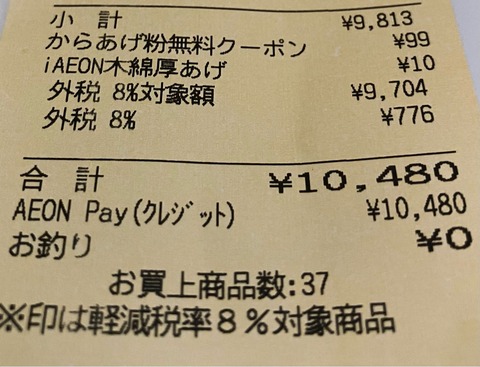 小 計 ¥9,813
からあげ粉無料クーポン ¥99
iAEON木綿厚あげ ¥10
外税 8%対象額 ¥9,704
外税 8% ¥776
合 計 ¥10,480
AEON Pay(ｸﾚｼﾞｯﾄ) ¥10,480
お釣り ¥0
お買上商品数:37
※印は軽減税率８％対象商品